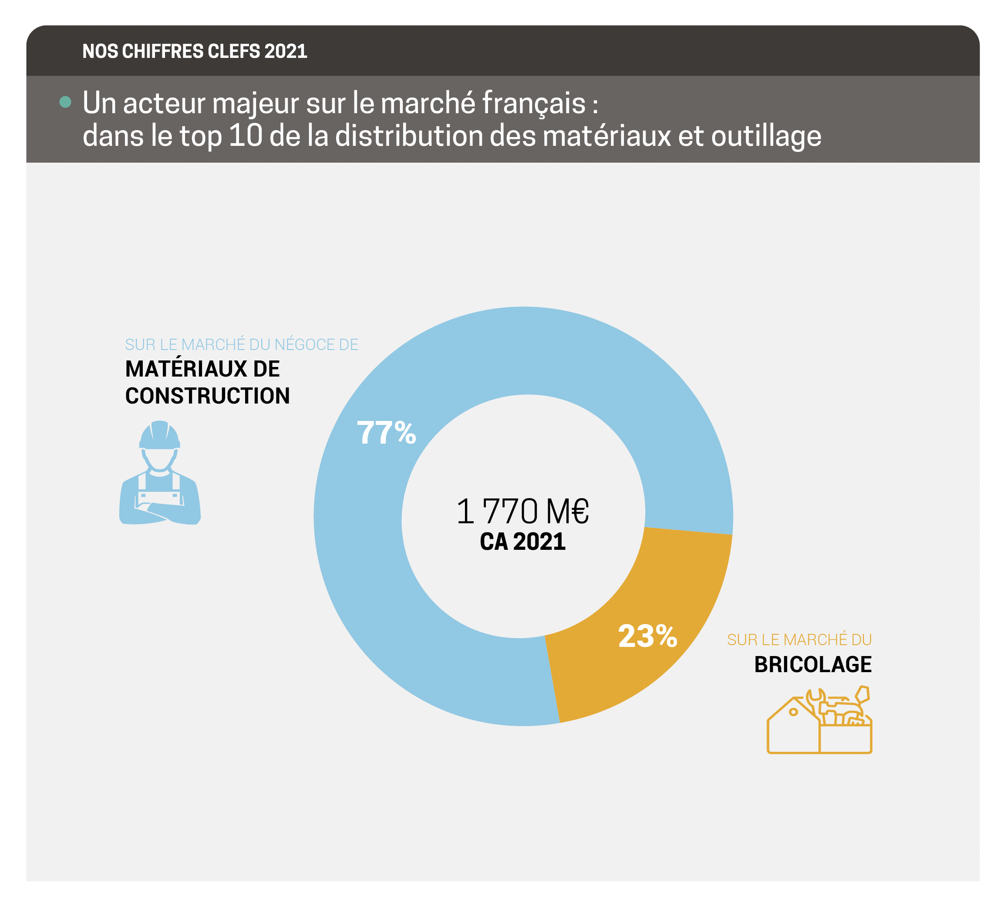 NOS CHIFFRES CLEFS 2021
• Un acteur majeur sur le marché français :
dans le top 10 de la distribution des matériaux et outillage
SUR LE MARCHÉ DU NÉGOCE DE
MATÉRIAUX DE
CONSTRUCTION
77%
1 770 M€
CA 2021
23%
SUR LE MARCHÉ DU
BRICOLAGE